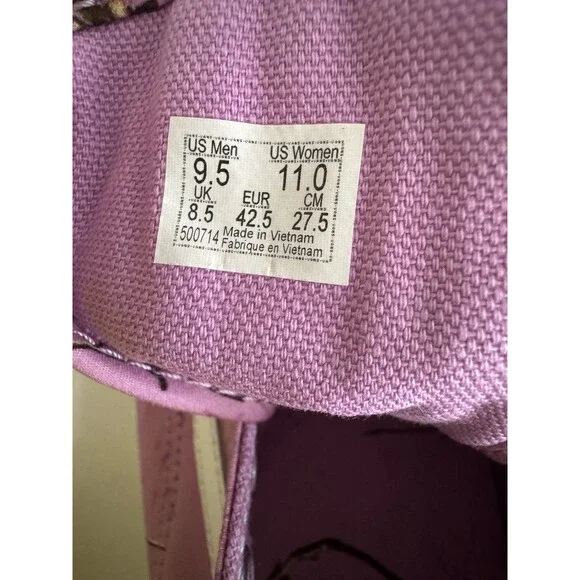 US Men US Women
9.5 11.0
UK EUR CM
8.5 42.5 27.5
500714 Made in Vietnam
Fabrique en Vietnam